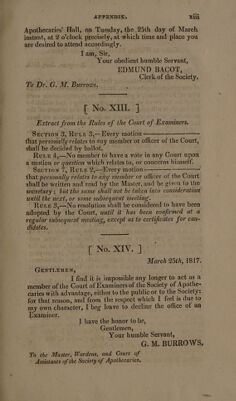 APPENDIX. xiii
Apothecaries' Hall, on Tuesday, the 25th day of March
instant, at 2 o'clock precisely, at which time and place you
are desired to attend accordingly.
I am, Sir,
Your obedient humble Servant,
EDMUND BACOT,
Clerk of the Society.
To Dr. G. M. Burrows.
[ No. XIII. ]
Extract from the Rules of the Court of Examiners.
SECTION 3, RULE 3,—Every motion
that personally relates to any member or officer of the Court,
shall be decided by ballot.
RULE 4,—No member to have a vote in any Court upon
a motion or question which relates to, or concerns himself.
SECTION 7, RULE 2,—Every motion
that personally relates to any member or officer of the Court
shall be written and read by the Master, and be given to the
secretary; but the same shall not be taken into consideration
until the next, or some subsequent meeting.
RULE 3,—No resolution shall be considered to have been
adopted by the Court, until it has been confirmed at a
regular subsequent meeting, except as to certificates for can-
didates.
[ No. XIV. ]
March 25th, 1817.
GENTLEMEN,
I find it is impossible any longer to act as a
member of the Court of Examiners of the Society of Apothe-
caries with advantage, either to the public or to the Society:
for that reason, and from the respect which I feel is due to
my own character, I beg leave to decline the office of an
Examiner.
I have the honor to be,
Gentlemen,
Your humble Servant,
G. M. BURROWS.
To the Master, Wardens, and Court of
Assistants of the Society of Apothecaries.